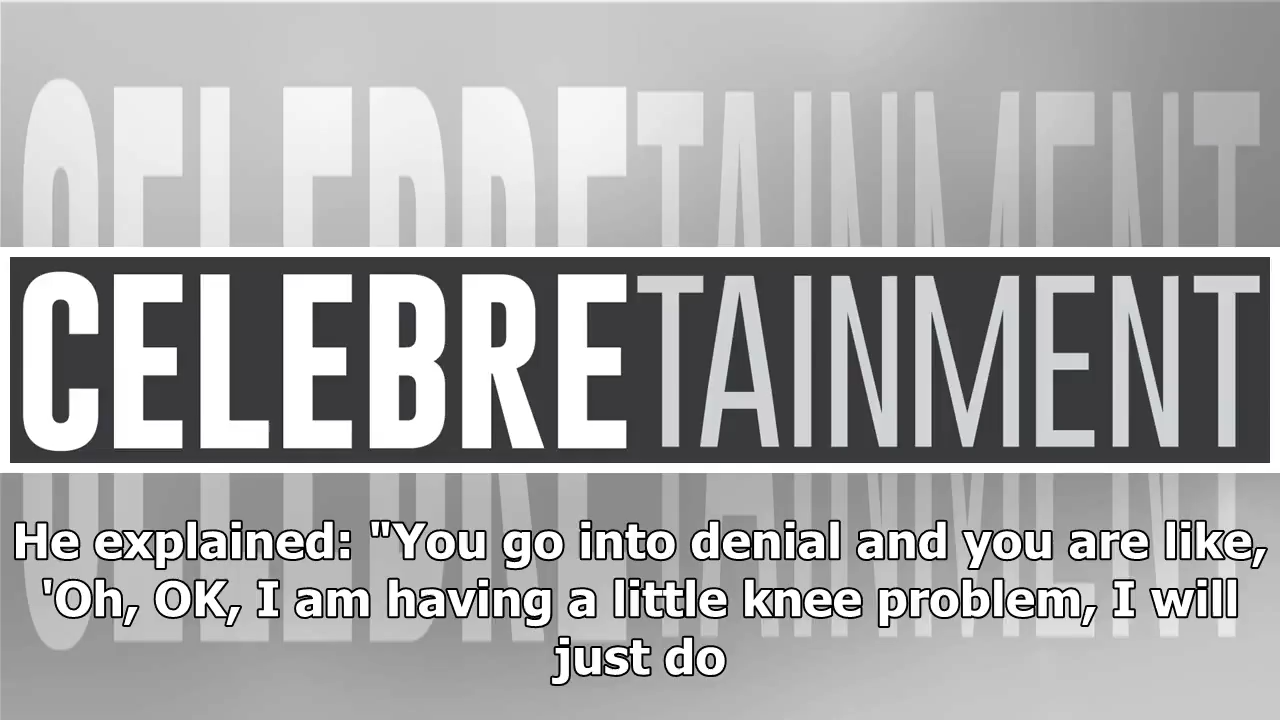 CELEBRETAINMENT
CELEBRETAINMENT
He explained: "You go into denial and you are like,
'Oh, OK, I am having a little knee problem, I will
just do